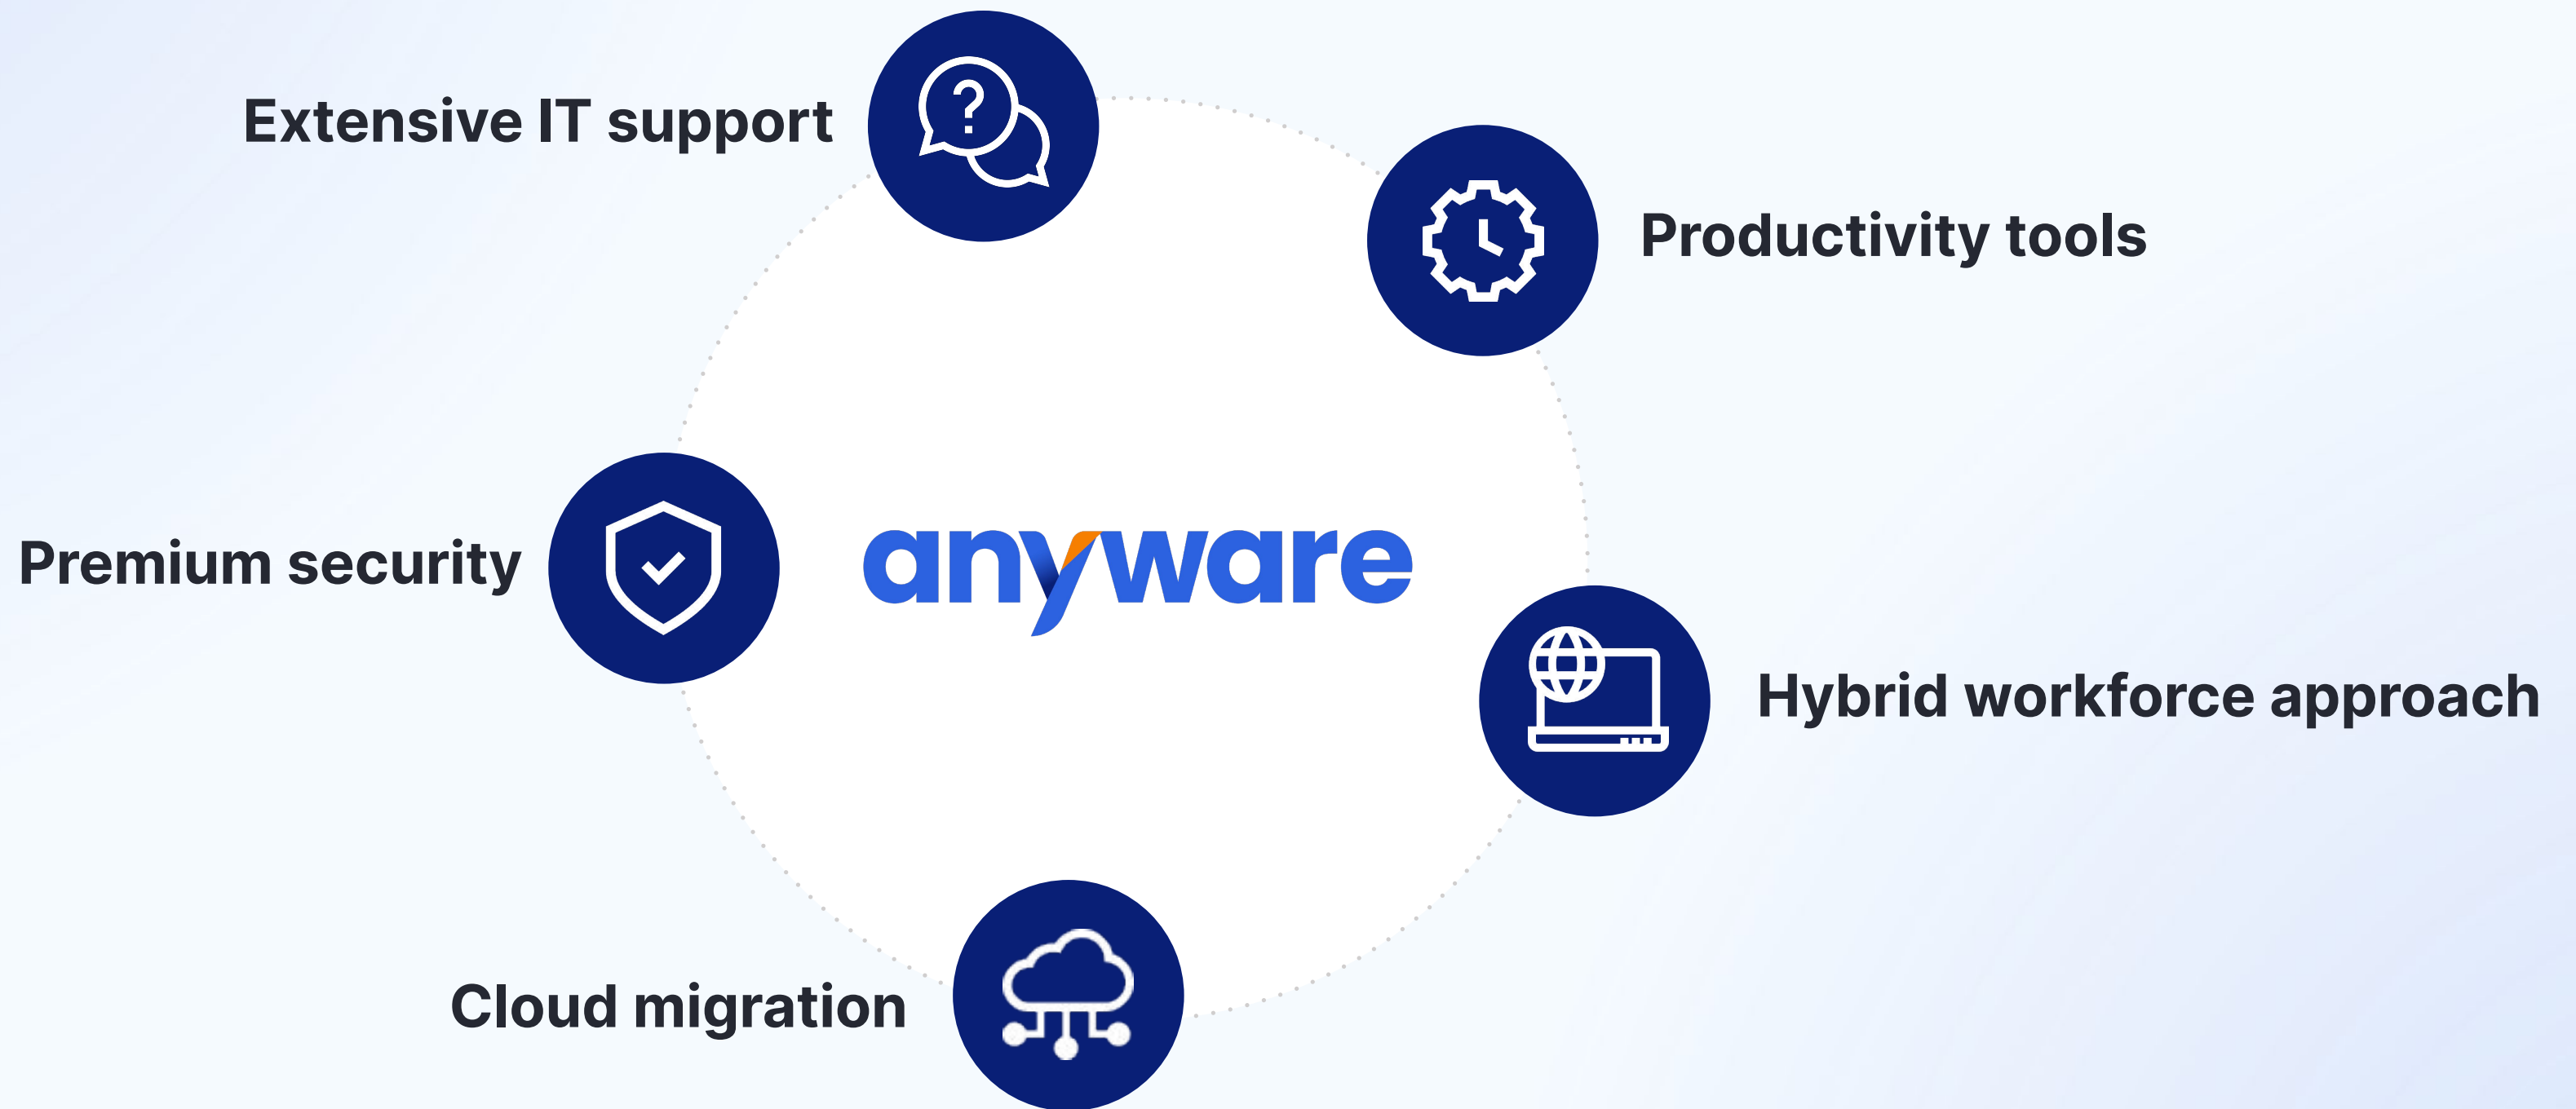 Extensive IT support
Productivity tools
Premium security
anyware
Hybrid workforce approach
Cloud migration